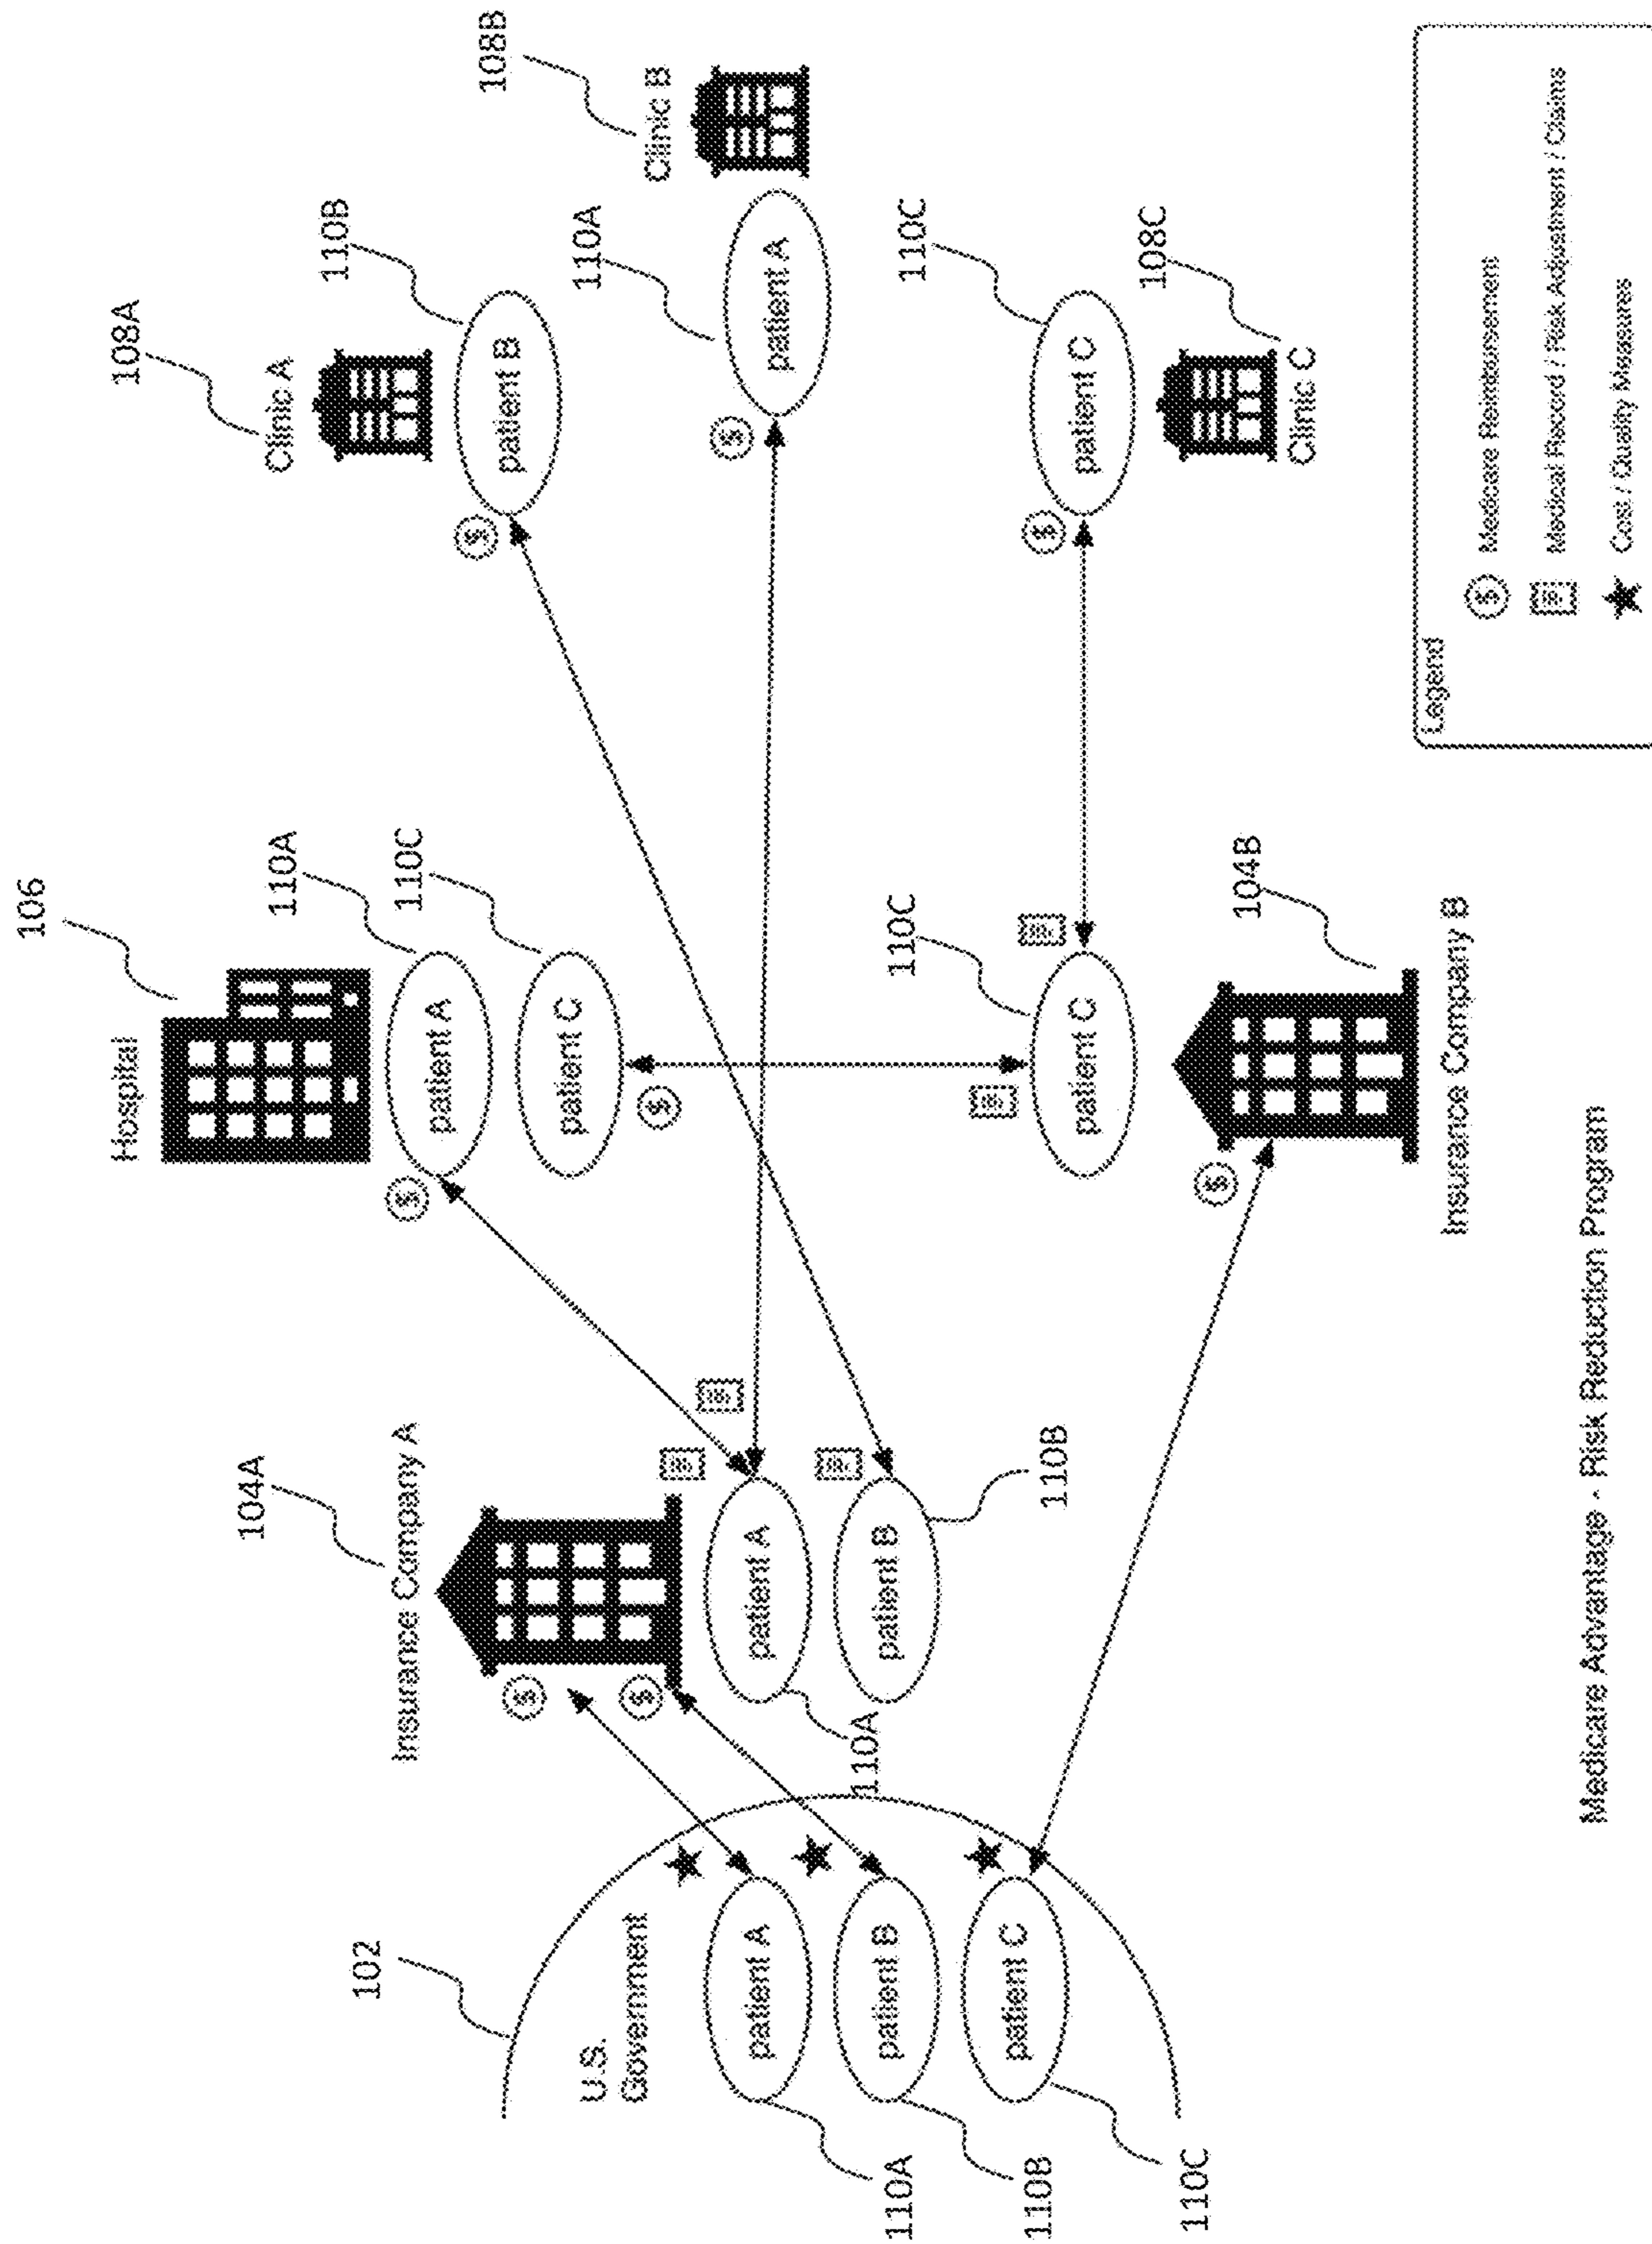 106
Hospital
110A
patient A
110C
patient C
108A
Clinic A
110B
patient B
108B
Clinic B
110A
patient A
104A
Insurance Company A
110A
patient A
patient B
110B
102
U.S.
Government
110A
patient A
110B
patient B
110C
patient C
110C
patient C
104B
Insurance Company B
110C
patient C
108C
Clinic C
Medicare Advantage - Risk Reduction Program
Legend
$ Medicare Reimbursement
Medical Record / Risk Adjustment / Claims
Cost / Quality Measures
$
$
$
$
$
$
$
$